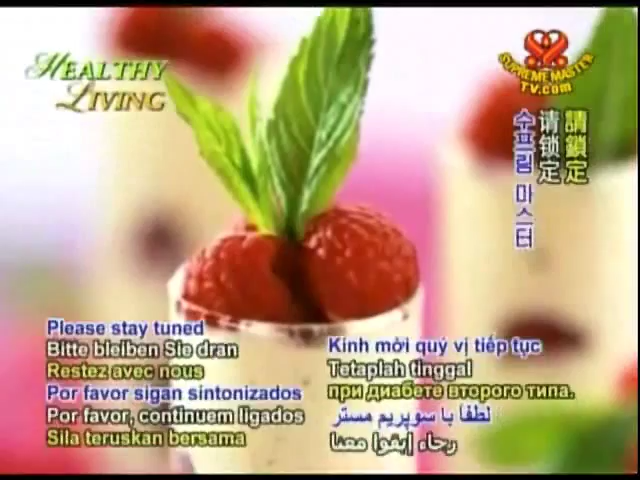 HEALTHY
LIVING
SUPREME MASTER
TV.com
請鎖定
请锁定
수프림 마스터
Please stay tuned
Bitte bleiben Sie dran
Restez avec nous
Por favor sigan sintonizados
Por favor, continuem ligados
Sila teruskan bersama
Kính mời quý vị tiếp tục
Tetaplah tinggal
при диабете второго типа.
لطفاً با سوپریم مستر
رجاء إبقوا معنا